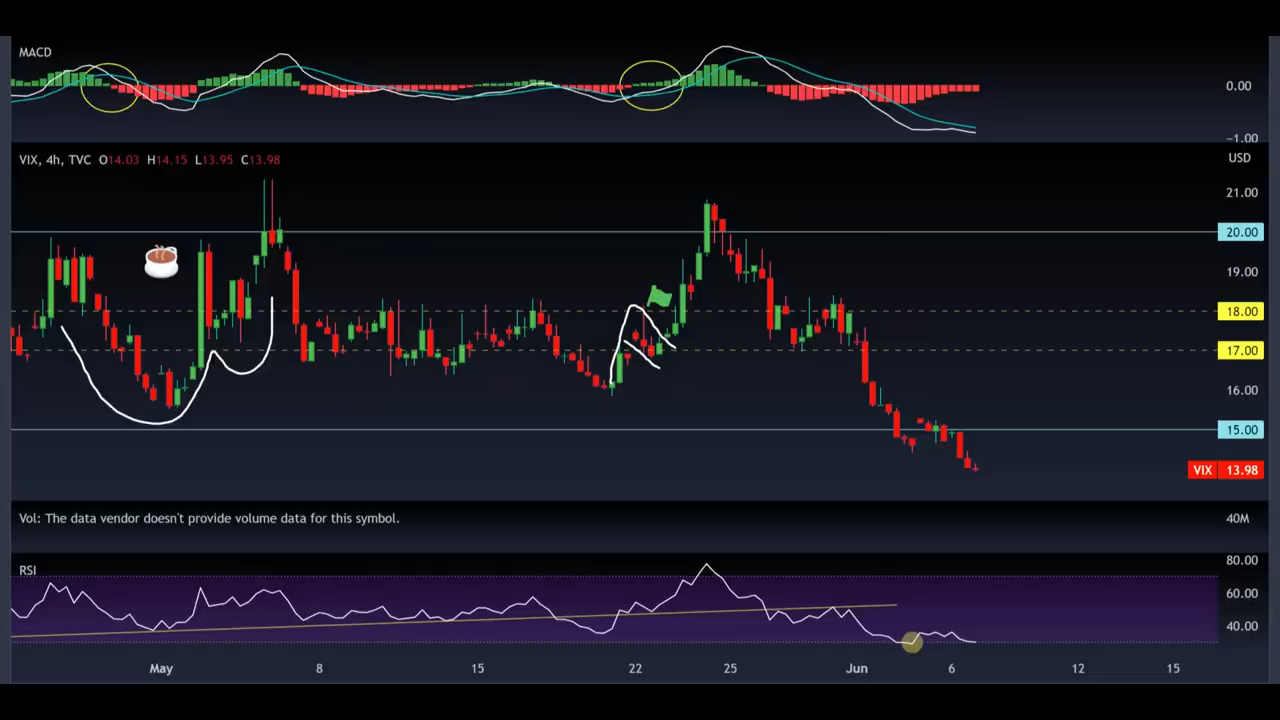 MACD
0.00
−1.00
VIX, 4h, TVC O14.03 H14.15 L13.95 C13.98
USD
21.00
20.00
19.00
18.00
17.00
16.00
15.00
VIX 13.98
Vol: The data vendor doesn't provide volume data for this symbol.
40M
RSI
80.00
60.00
40.00
May 8 15 22 25 Jun 6 12 15